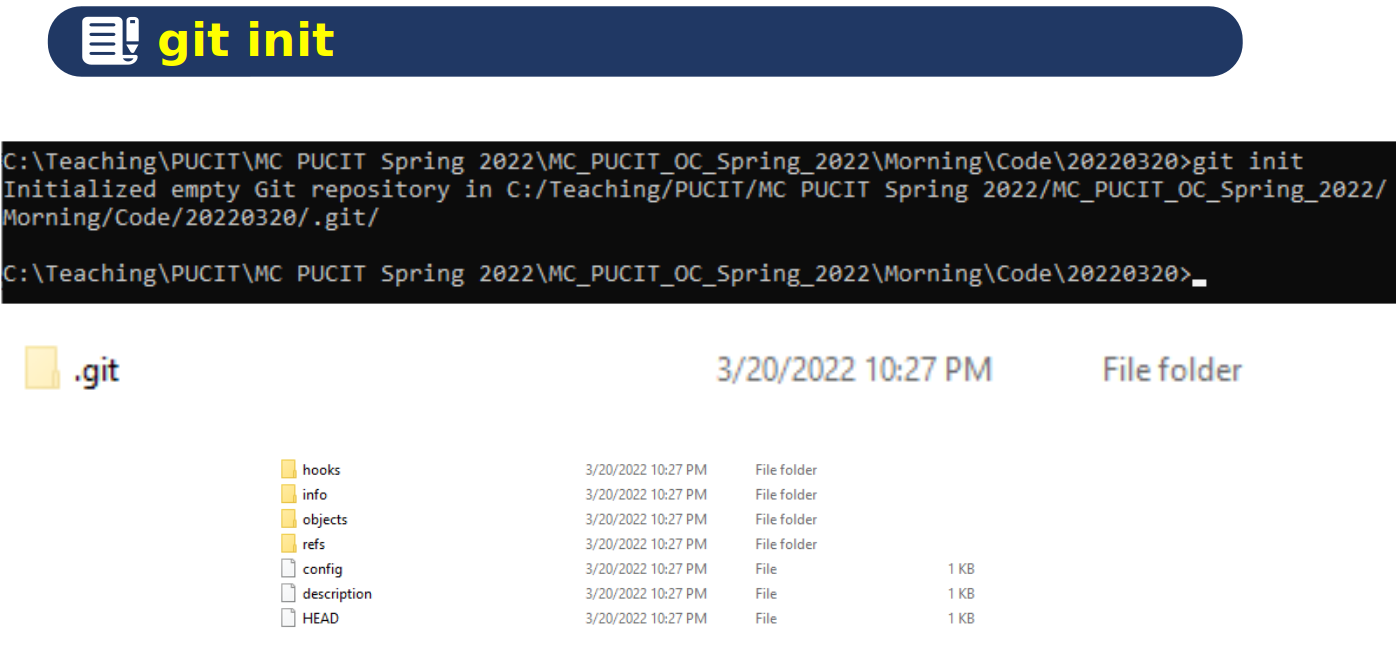 git init
C:\Teaching\PUCIT\MC PUCIT Spring 2022\MC_PUCIT_OC_Spring_2022\Morning\Code\20220320>git init
Initialized empty Git repository in C:/Teaching/PUCIT/MC PUCIT Spring 2022/MC_PUCIT_OC_Spring_2022/
Morning/Code/20220320/.git/
C:\Teaching\PUCIT\MC PUCIT Spring 2022\MC_PUCIT_OC_Spring_2022\Morning\Code\20220320>
.git 3/20/2022 10:27 PM File folder
hooks 3/20/2022 10:27 PM File folder
info 3/20/2022 10:27 PM File folder
objects 3/20/2022 10:27 PM File folder
refs 3/20/2022 10:27 PM File folder
config 3/20/2022 10:27 PM File 1 KB
description 3/20/2022 10:27 PM File 1 KB
HEAD 3/20/2022 10:27 PM File 1 KB